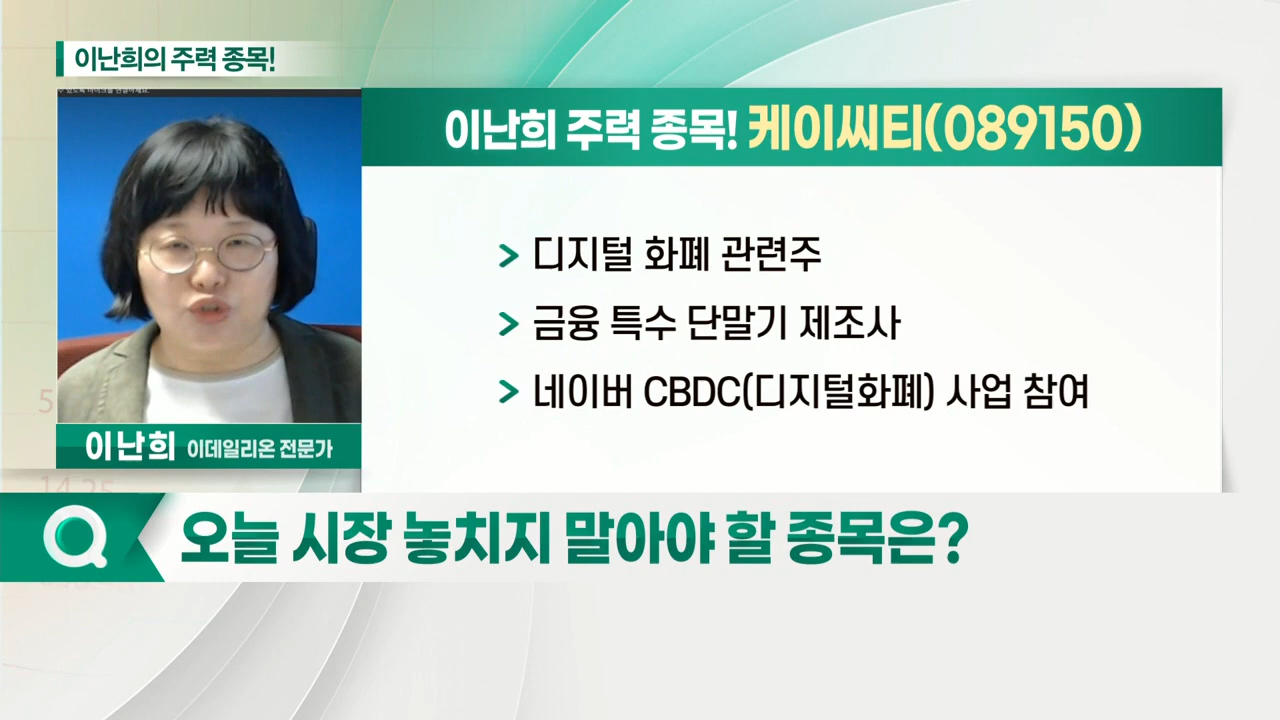 이난희의 주력 종목!
이난희 주력 종목! 케이씨티(089150)
> 디지털 화폐 관련주
> 금융 특수 단말기 제조사
> 네이버 CBDC(디지털화폐) 사업 참여
이난희 이데일리온 전문가
Q 오늘 시장 놓치지 말아야 할 종목은?